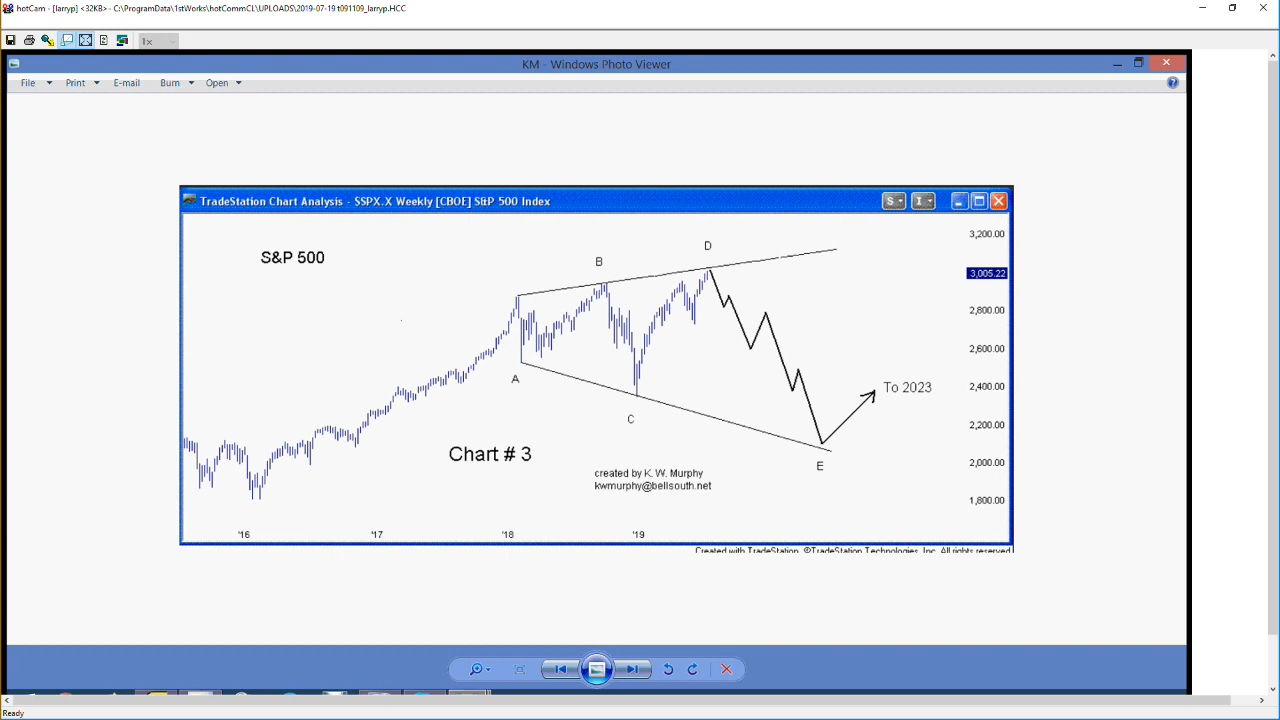 hotCam - [larryp] <32KB> - C:\ProgramData\1stWorks\hotCommCL\UPLOADS\2019-07-19 t091109_larryp.HCC
1x
KM - Windows Photo Viewer
File Print E-mail Burn Open
TradeStation Chart Analysis - $SPX.X Weekly [CBOE] S&P 500 Index
S I
S&P 500
D
B
3,200.00
3,005.22
2,800.00
2,600.00
A
To 2023
2,400.00
C
2,200.00
Chart # 3
E
2,000.00
created by K. W. Murphy
kwmurphy@bellsouth.net
1,800.00
'16 '17 '18 '19
Created with TradeStation. ©TradeStation Technologies, Inc. All rights reserved
Ready